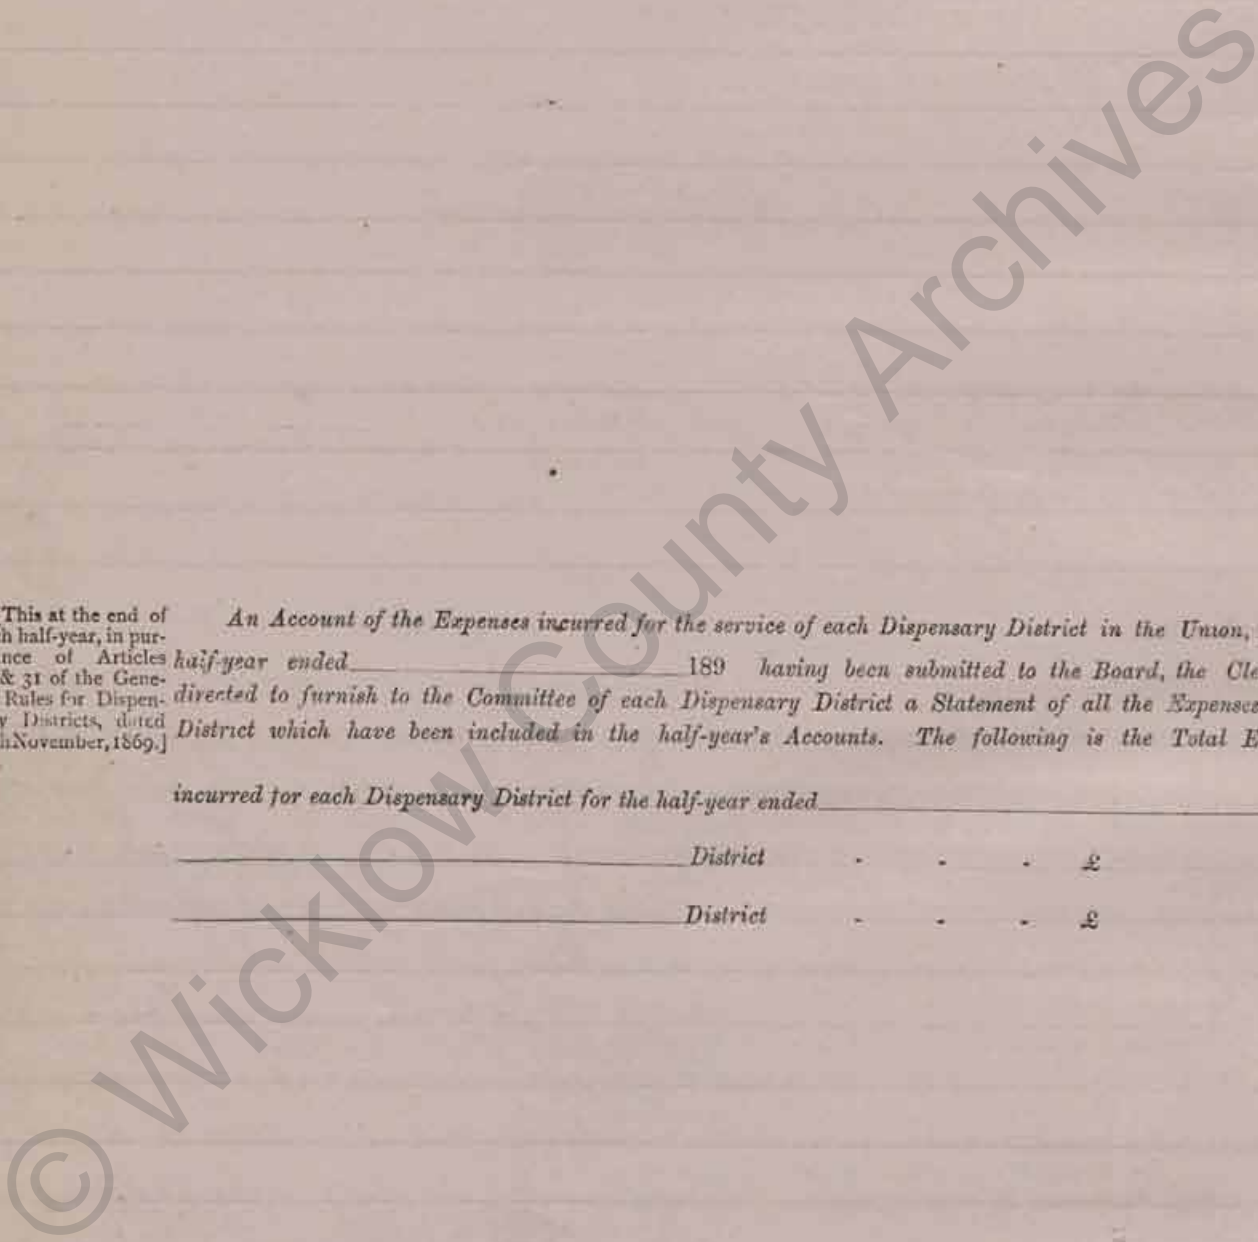 This at the end of
h half-year, in pur-
nce of Articles
& 31 of the Gene-
Rules for Dispen-
y Districts, dated
hNovember, 1869.]
An Account of the Expenses incurred for the service of each Dispensary District in the Union,
half-year ended 189 having been submitted to the Board, the Cle
directed to furnish to the Committee of each Dispensary District a Statement of all the Expenses
District which have been included in the half-year's Accounts. The following is the Total E
incurred for each Dispensary District for the half-year ended
District - - - £
District - - - £
© Wicklow County Archives